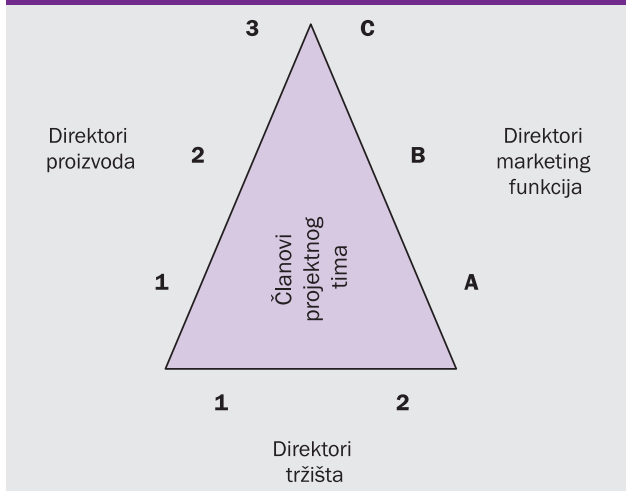 3 C
Direktori
proizvoda
2 B
Direktori
marketing
funkcija
Članovi
projektnog
tima
1 A
1 2
Direktori
tržišta